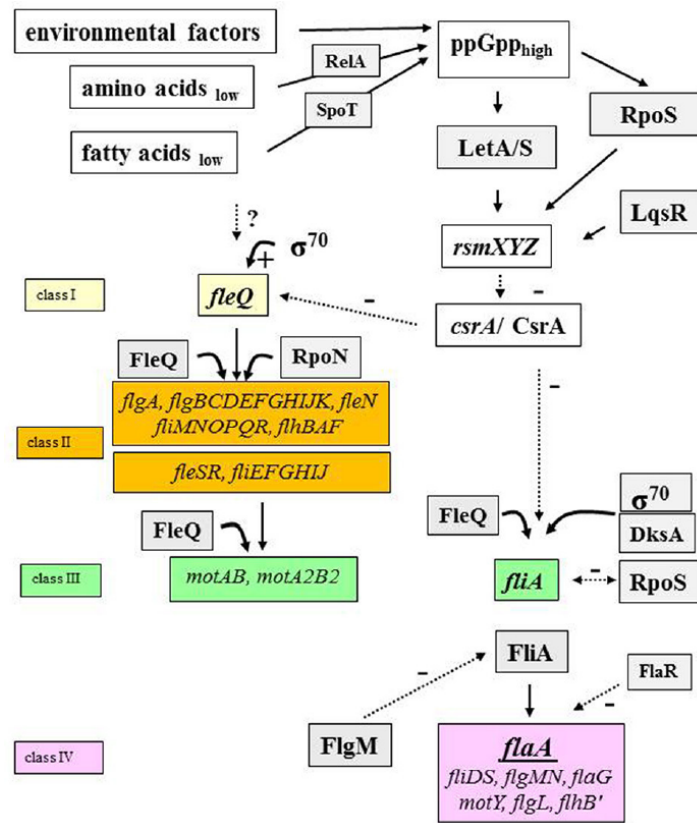 environmental factors
ppGpp high
RelA
amino acids low
SpoT
RpoS
fatty acids low
LetA/S
LqsR
?
σ70
+
rsmXYZ
class I
fleQ
-
-
csrA/ CsrA
FleQ
RpoN
-
flgA, flgBCDEFGHIJK, fleN
fliMNOPQR, flhBAF
class II
fleSR, fliEFGHIJ
σ70
FleQ
FleQ
DksA
class III
motAB, motA2B2
fliA
-
RpoS
FliA
-
FlaR
-
FlgM
class IV
flaA
fliDS, flgMN, flaG
motY, flgL, flhB'